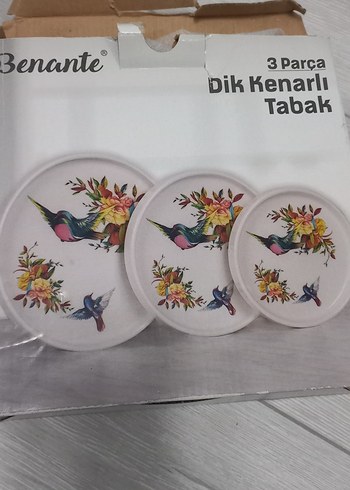 Benante®
3 Parça
Dik Kenarlı
Tabak